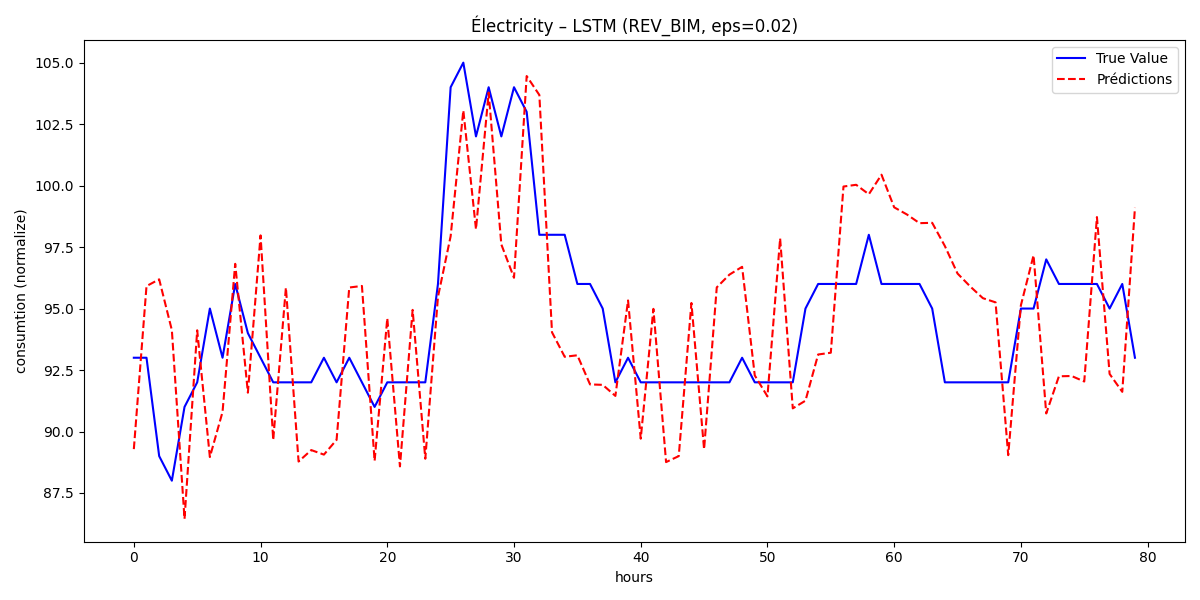 Électricity – LSTM (REV_BIM, eps=0.02)
True Value
Prédictions
consumtion (normalize)
105.0
102.5
100.0
97.5
95.0
92.5
90.0
87.5
0 10 20 30 40 50 60 70 80
hours